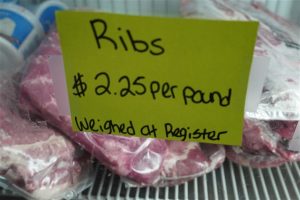 Ribs
$ 2.25 per pound
Weighed at Register